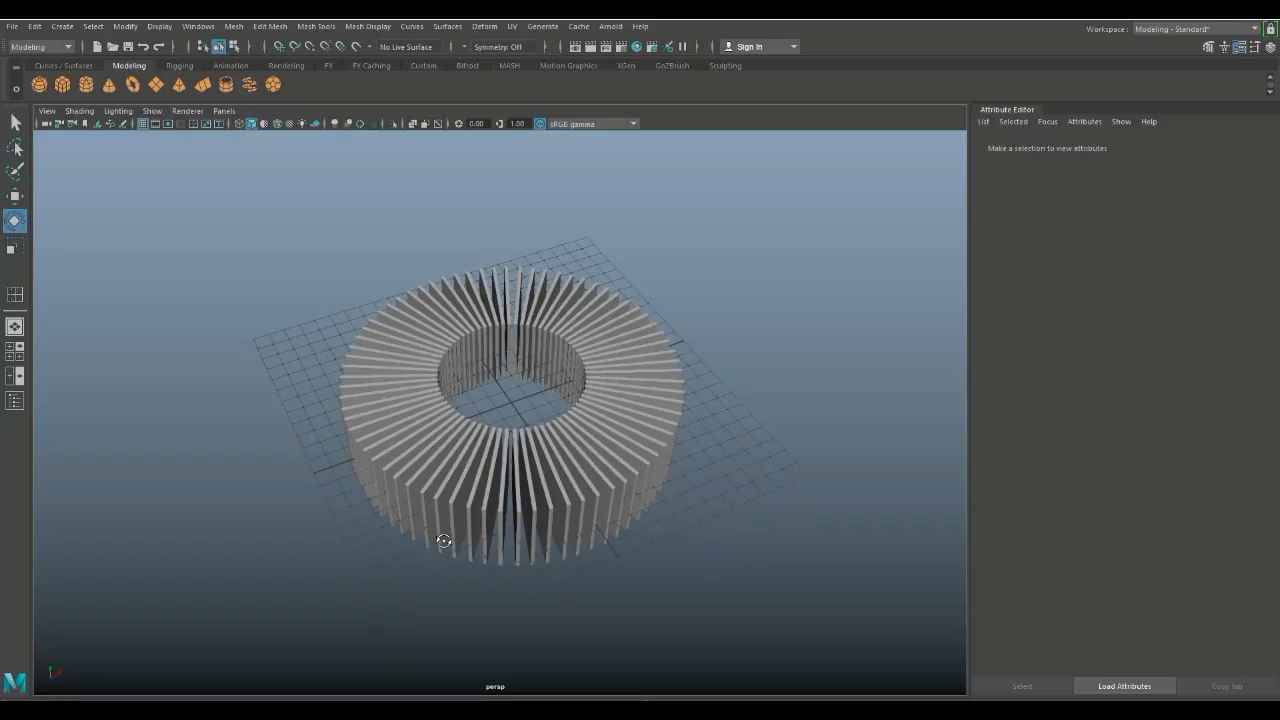 File Edit Create Select Modify Display Windows Mesh Edit Mesh Mesh Tools Mesh Display Curves Surfaces Deform UV Generate Cache Arnold Help
Workspace: Modeling - Standard*
Modeling No Live Surface Symmetry: Off Sign In
Curves / Surfaces Modeling Rigging Animation Rendering FX FX Caching Custom Bifrost MASH Motion Graphics XGen GoZBrush Sculpting
View Shading Lighting Show Renderer Panels
0.00 1.00 sRGB gamma
Attribute Editor
List Selected Focus Attributes Show Help
Make a selection to view attributes
persp
Select Load Attributes Copy Tab